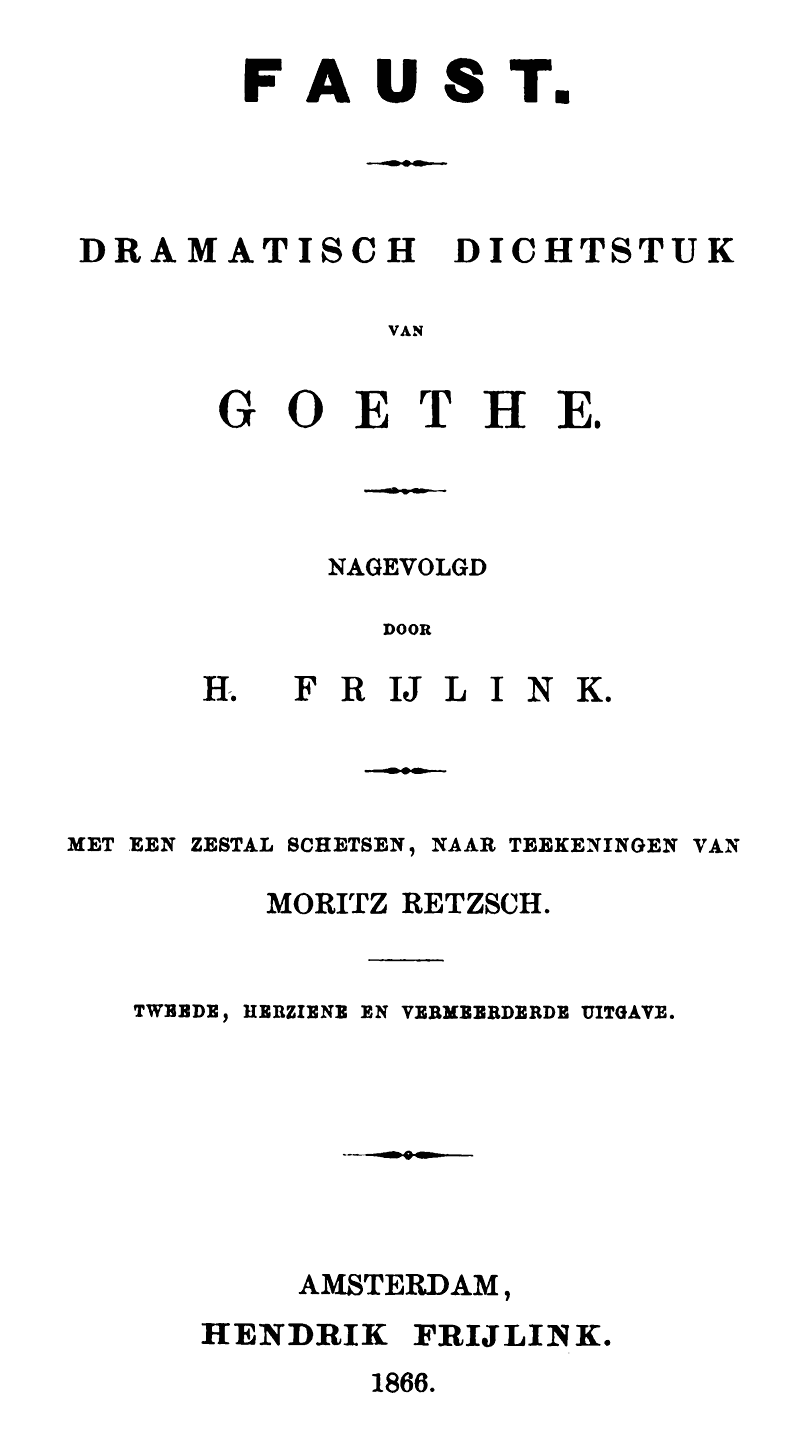 FAUST.
DRAMATISCH DICHTSTUK
VAN
GOETHE.
NAGEVOLGD
DOOR
H. FRIJLINK.
MET EEN ZESTAL SCHETSEN, NAAR TEEKENINGEN VAN
MORITZ RETZSCH.
TWEEDE, HERZIENE EN VERMEERDERDE UITGAVE.
AMSTERDAM,
HENDRIK FRIJLINK.
1866.